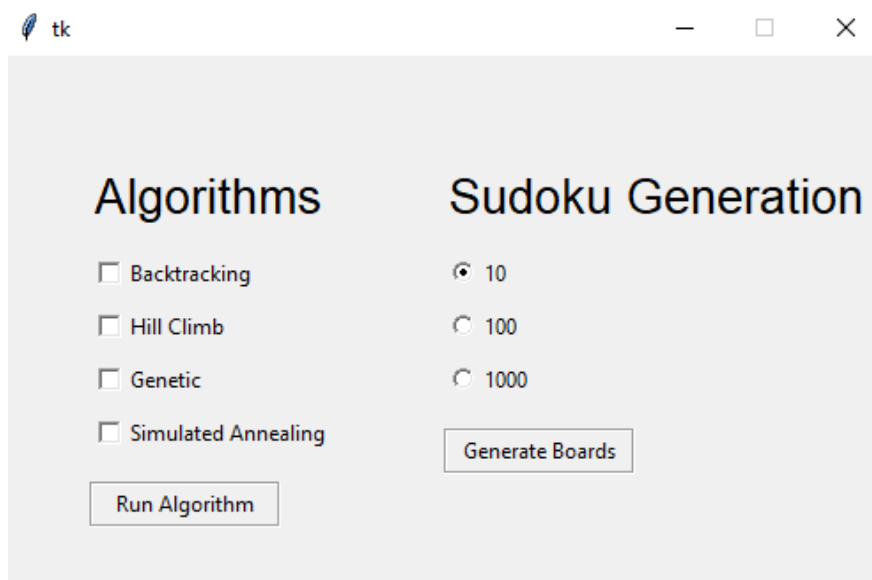 tk
Algorithms
Backtracking
Hill Climb
Genetic
Simulated Annealing
Run Algorithm
Sudoku Generation
10
100
1000
Generate Boards